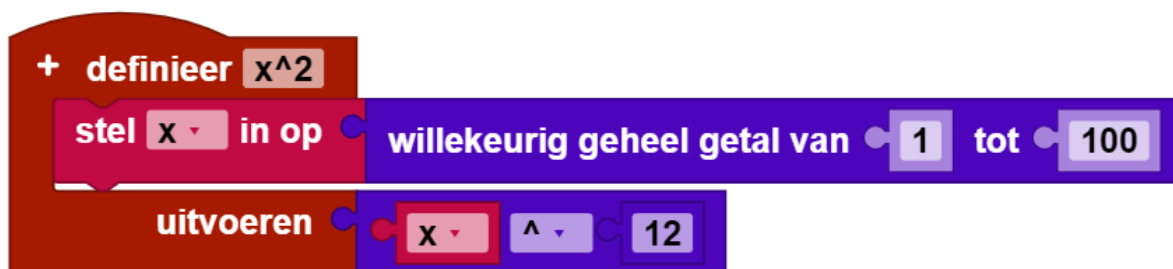 + definieer x^2
stel x in op willekeurig geheel getal van 1 tot 100
uitvoeren x ^ 12